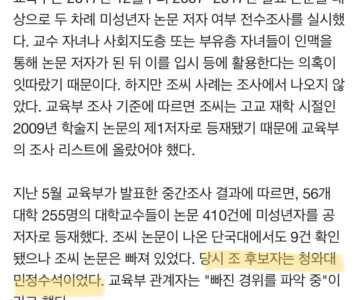 상으로 두 차례 미성년자 논문 저자 여부 전수조사를 실시했
다. 교수 자녀나 사회지도층 또는 부유층 자녀들이 인맥을
통해 논문 저자가 된 뒤 이를 입시 등에 활용한다는 의혹이
잇따랐기 때문이다. 하지만 조씨 사례는 조사에서 나오지 않
았다. 교육부 조사 기준에 따르면 조씨는 고교 재학 시절인
2009년 학술지 논문의 제1저자로 등재됐기 때문에 교육부
의 조사 리스트에 올랐어야 했다.
지난 5월 교육부가 발표한 중간조사 결과에 따르면, 56개
대학 255명의 대학교수들이 논문 410건에 미성년자를 공
저자로 등재했다. 조씨 논문이 나온 단국대에서도 9건 확인
됐으나 조씨 논문은 빠져 있었다. 당시 조 후보자는 청와대
민정수석이었다. 교육부 관계자는 "빠진 경위를 파악 중"이